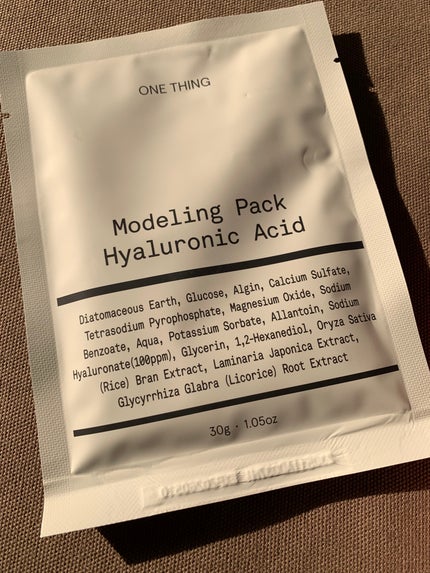 ONE THING
Modeling Pack
Hyaluronic Acid
Diatomaceous Earth, Glucose, Algin, Calcium Sulfate,
Tetrasodium Pyrophosphate, Magnesium Oxide, Sodium
Benzoate, Aqua, Potassium Sorbate, Allantoin, Sodium
Hyaluronate(100ppm), Glycerin, 1,2-Hexanediol, Oryza Sativa
(Rice) Bran Extract, Laminaria Japonica Extract,
Glycyrrhiza Glabra (Licorice) Root Extract
30g · 1.05oz